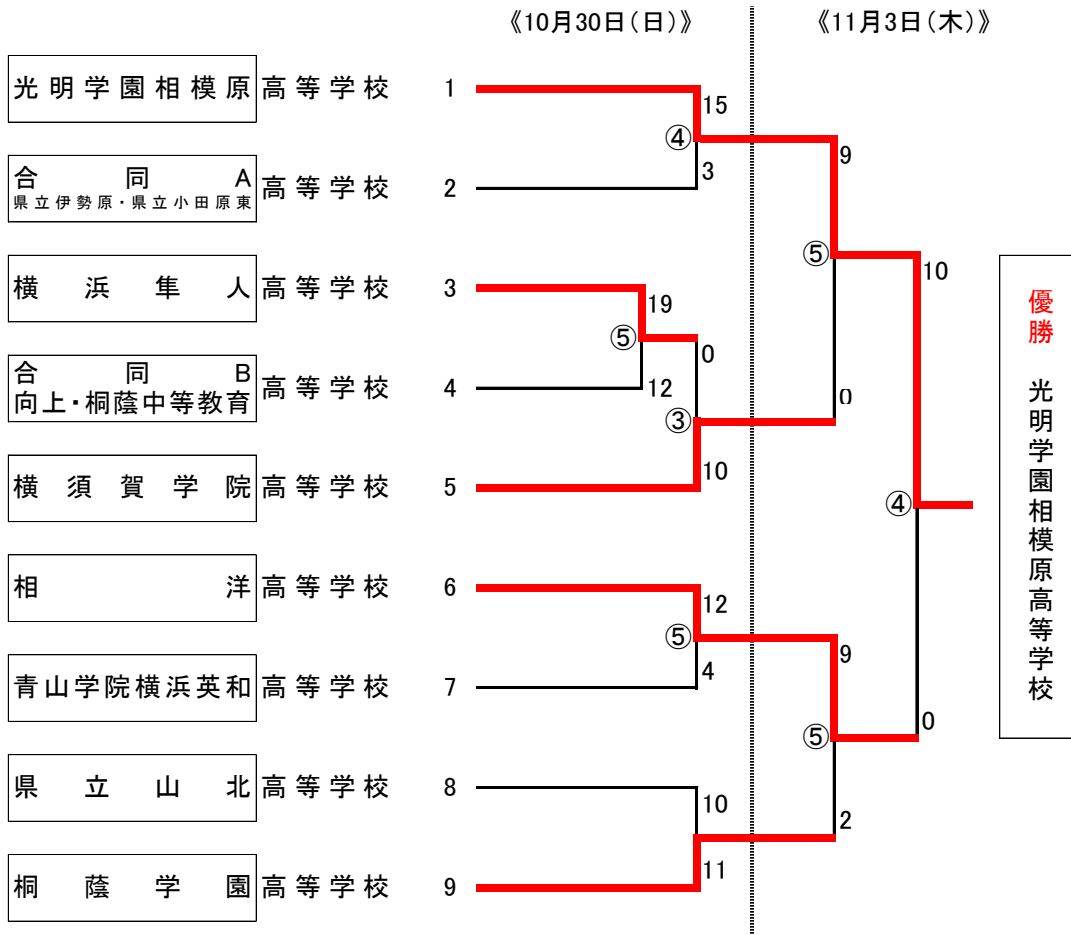 《10月30日(日)》
《11月3日(木)》
光明学園相模原 高等学校 1
合同A
県立伊勢原・県立小田原東
高等学校 2
横浜隼人 高等学校 3
合同B
向上・桐蔭中等教育
高等学校 4
横須賀学院 高等学校 5
相洋 高等学校 6
青山学院横浜英和 高等学校 7
県立山北 高等学校 8
桐蔭学園 高等学校 9
15
④
3
19
⑤
12
0
③
10
12
⑤
4
10
11
9
⑤
0
9
⑤
2
10
④
0
優勝 光明学園相模原高等学校